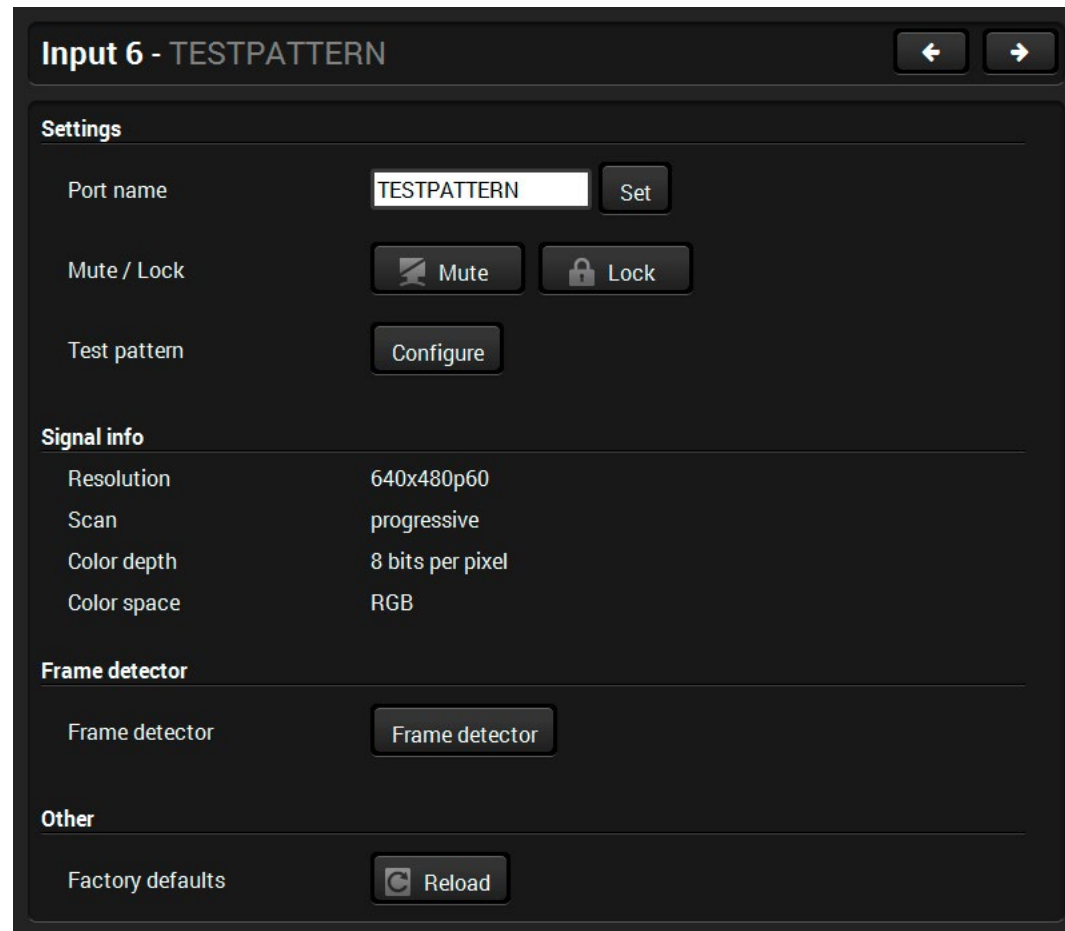 Input 6 - TESTPATTERN
Settings
Port name TESTPATTERN Set
Mute / Lock Mute Lock
Test pattern Configure
Signal info
Resolution 640x480p60
Scan progressive
Color depth 8 bits per pixel
Color space RGB
Frame detector
Frame detector Frame detector
Other
Factory defaults Reload